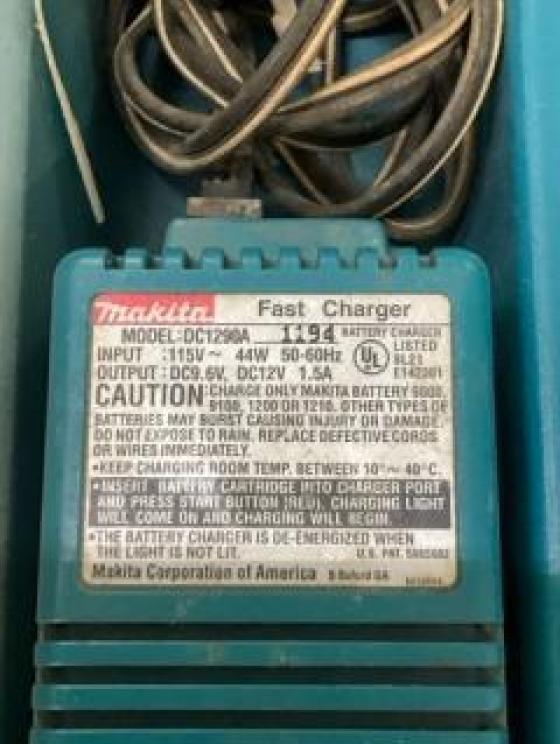 makita Fast Charger
MODEL:DC1290A 1194 BATTERY CHARGER
INPUT :115V~ 44W 50-60Hz UL LISTED
OUTPUT :DC9.6V, DC12V 1.5A
CAUTION :CHARGE ONLY MAKITA BATTERY 9000,
9100, 1200 OR 1210. OTHER TYPES OF
BATTERIES MAY BURST CAUSING INJURY OR DAMAGE.
DO NOT EXPOSE TO RAIN. REPLACE DEFECTIVE CORDS
OR WIRES IMMEDIATELY.
•KEEP CHARGING ROOM TEMP. BETWEEN 10°~ 40°C.
•INSERT BATTERY CARTRIDGE INTO CHARGER PORT
AND PRESS START BUTTON (RED). CHARGING LIGHT
WILL COME ON AND CHARGING WILL BEGIN.
•THE BATTERY CHARGER IS DE-ENERGIZED WHEN
THE LIGHT IS NOT LIT. U.S. PAT.
Makita Corporation of America Buford GA